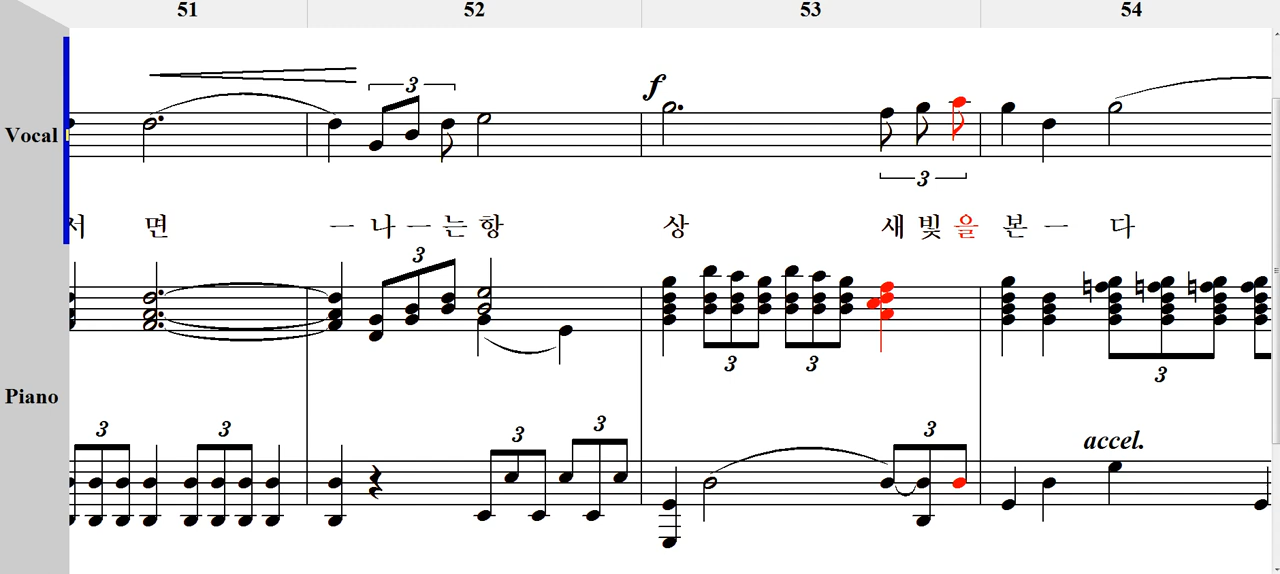 51 52 53 54
3
f
Vocal
3
서 면 ㅡ 나 ㅡ 는 항 상 새 빛 을 본 ㅡ 다
3
3 3
3
Piano
3 3 3 3 3
accel.